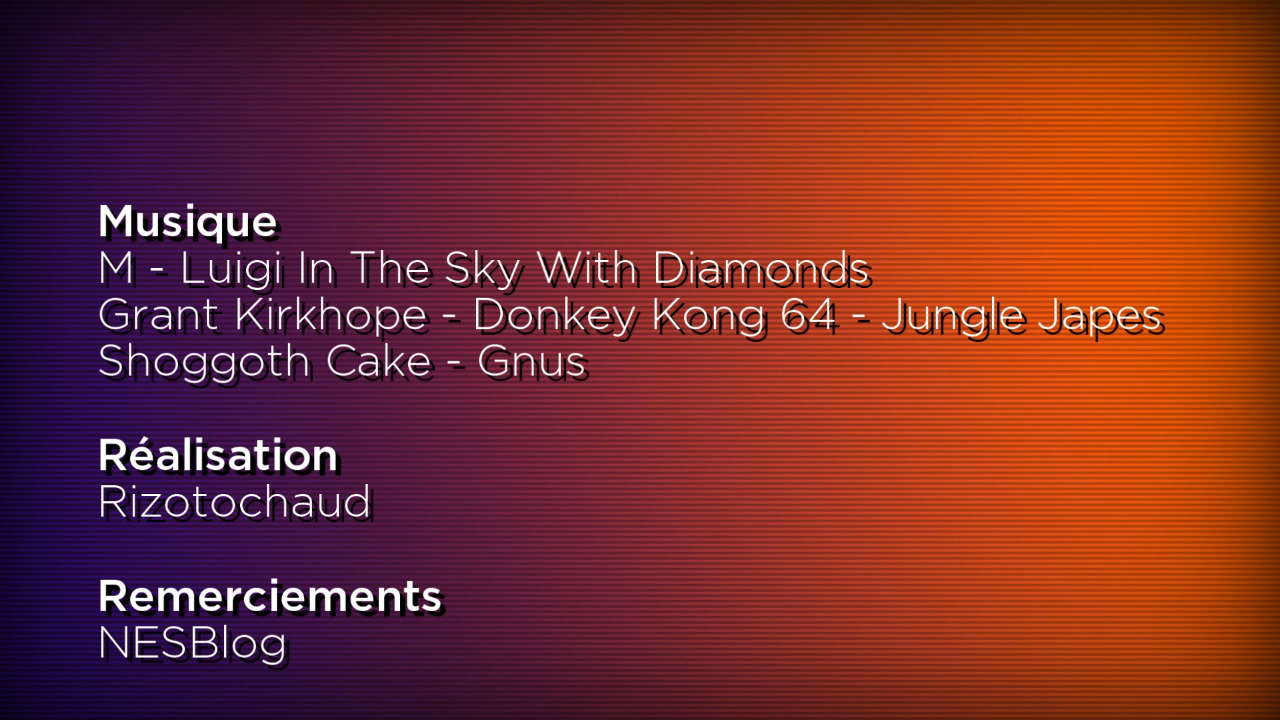 Musique
M - Luigi In The Sky With Diamonds
Grant Kirkhope - Donkey Kong 64 - Jungle Japes
Shoggoth Cake - Gnus
Réalisation
Rizotochaud
Remerciements
NESBlog